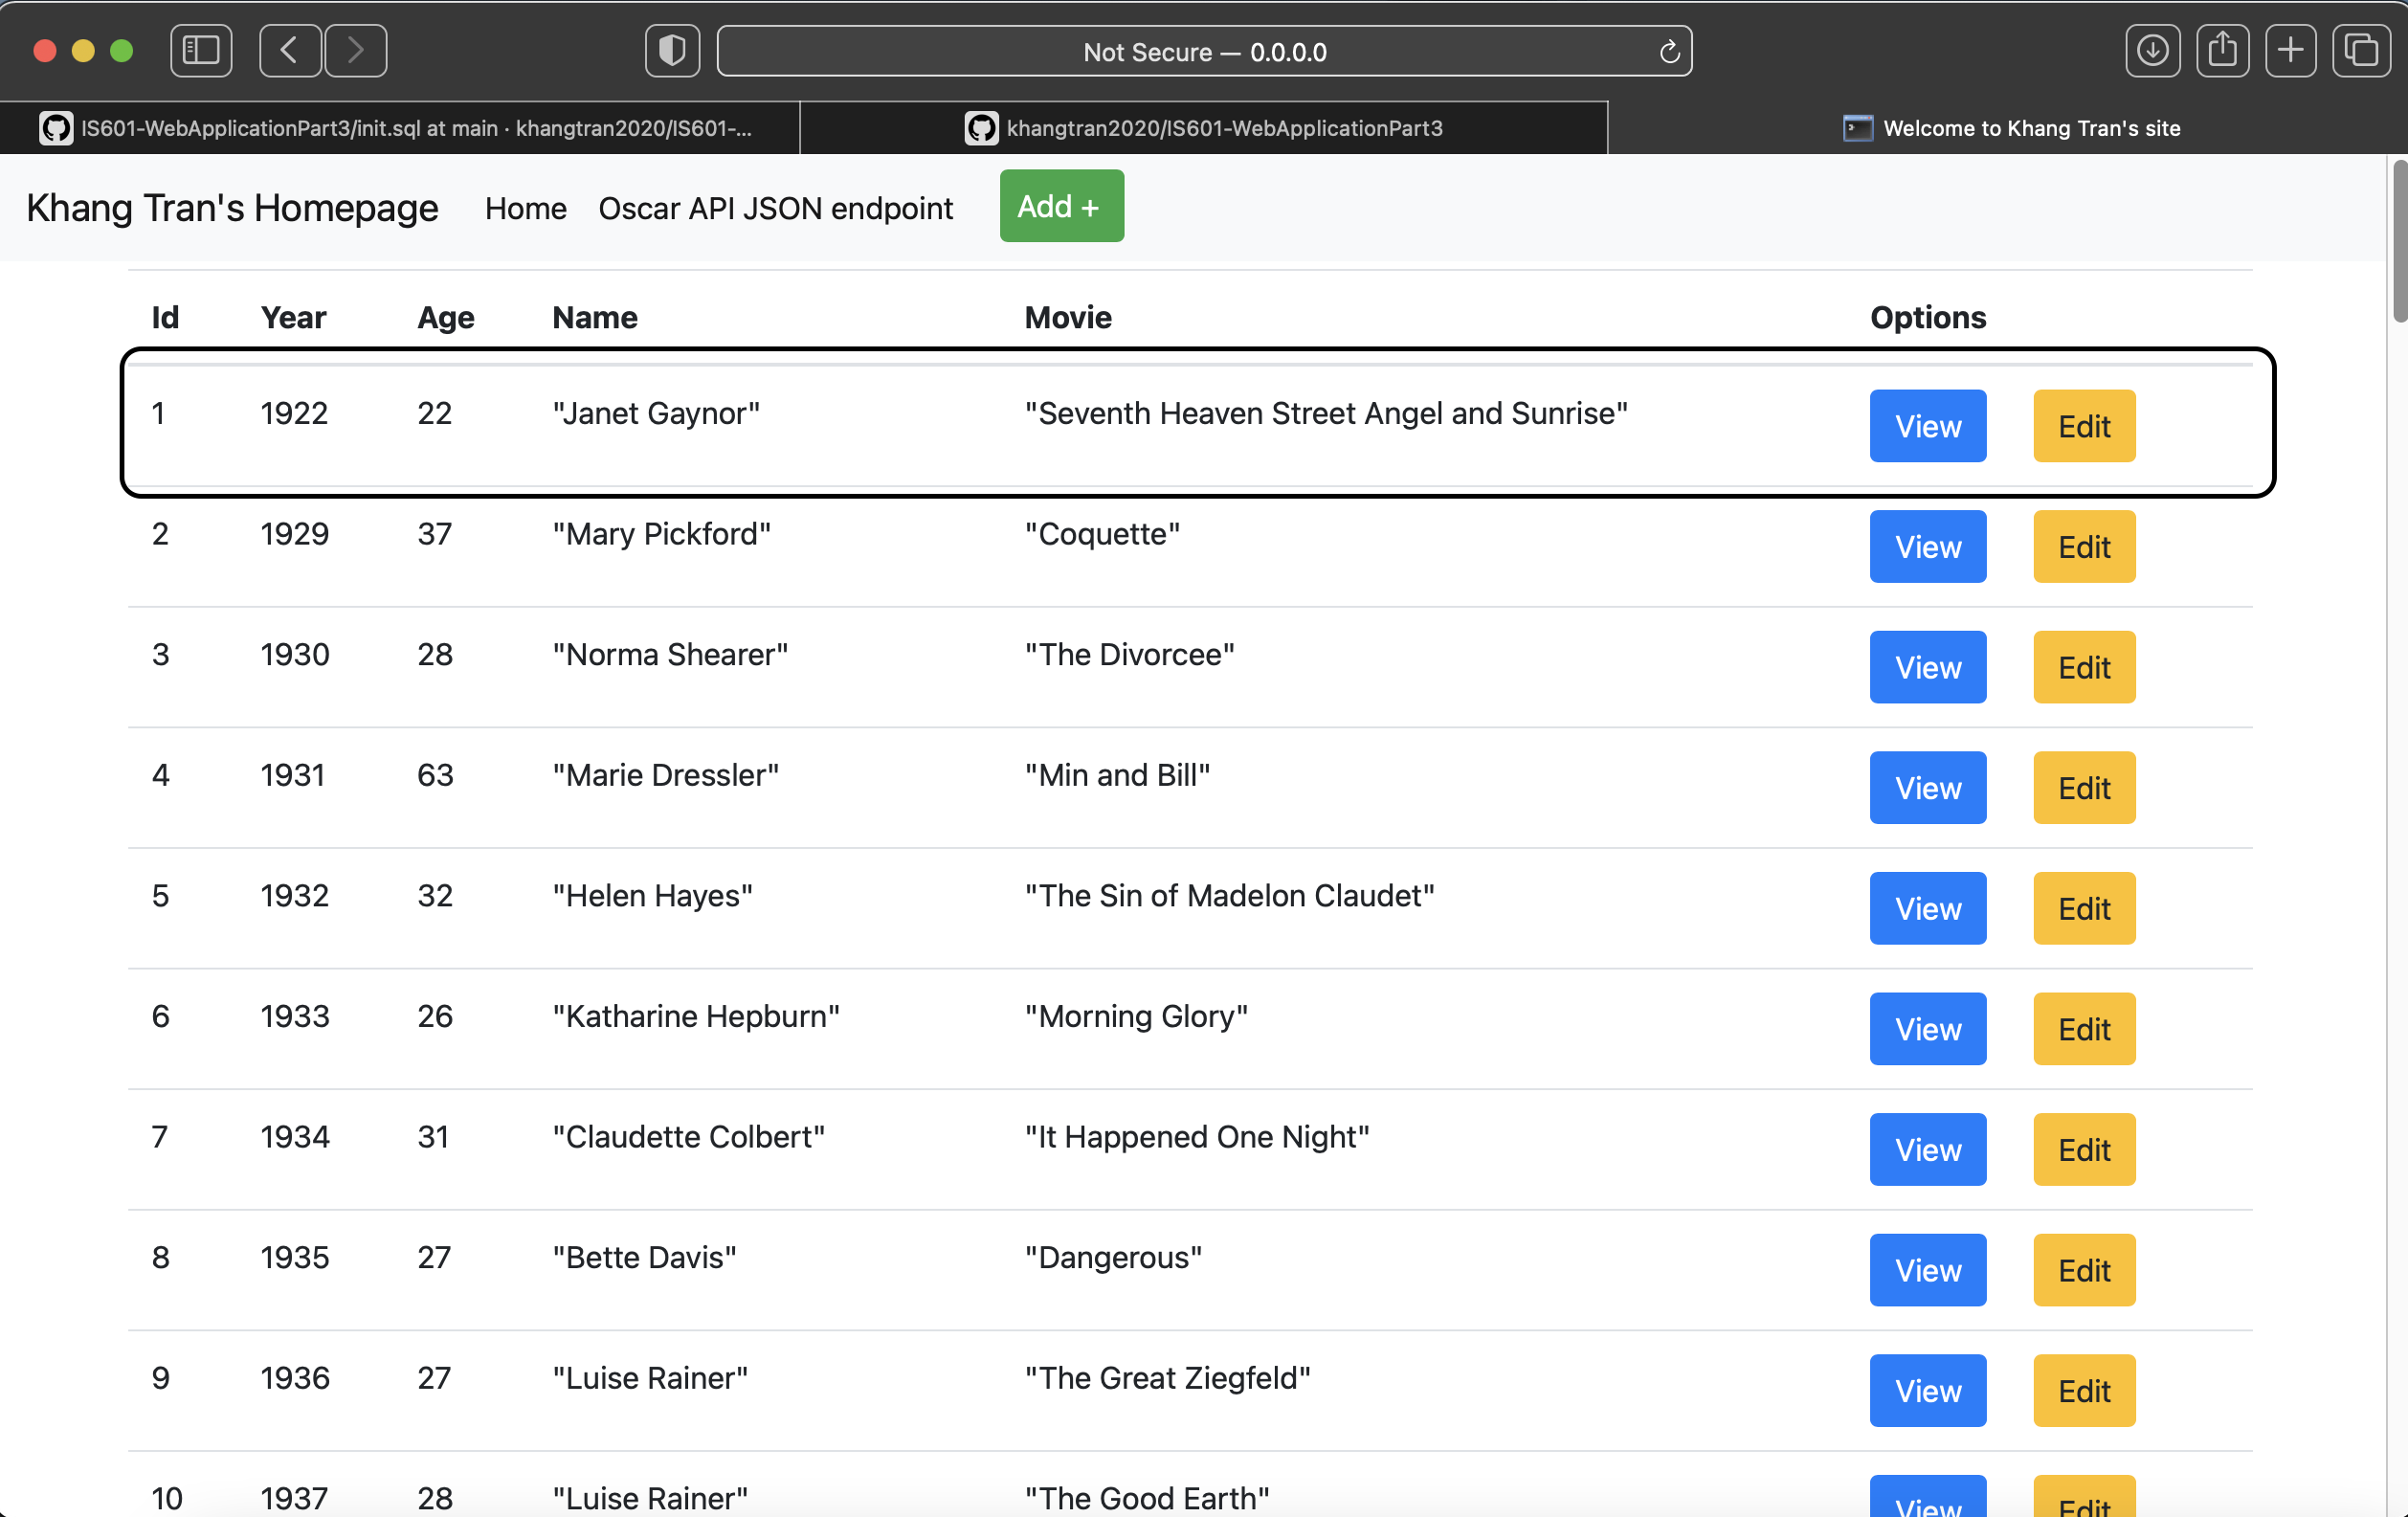 Not Secure — 0.0.0.0
IS601-WebApplicationPart3/init.sql at main · khangtran2020/IS601-...
khangtran2020/IS601-WebApplicationPart3
Welcome to Khang Tran's site
Khang Tran's Homepage Home Oscar API JSON endpoint Add +
Id Year Age Name Movie Options
1 1922 22 "Janet Gaynor" "Seventh Heaven Street Angel and Sunrise" View Edit
2 1929 37 "Mary Pickford" "Coquette" View Edit
3 1930 28 "Norma Shearer" "The Divorcee" View Edit
4 1931 63 "Marie Dressler" "Min and Bill" View Edit
5 1932 32 "Helen Hayes" "The Sin of Madelon Claudet" View Edit
6 1933 26 "Katharine Hepburn" "Morning Glory" View Edit
7 1934 31 "Claudette Colbert" "It Happened One Night" View Edit
8 1935 27 "Bette Davis" "Dangerous" View Edit
9 1936 27 "Luise Rainer" "The Great Ziegfeld" View Edit
10 1937 28 "Luise Rainer" "The Good Earth" View Edit